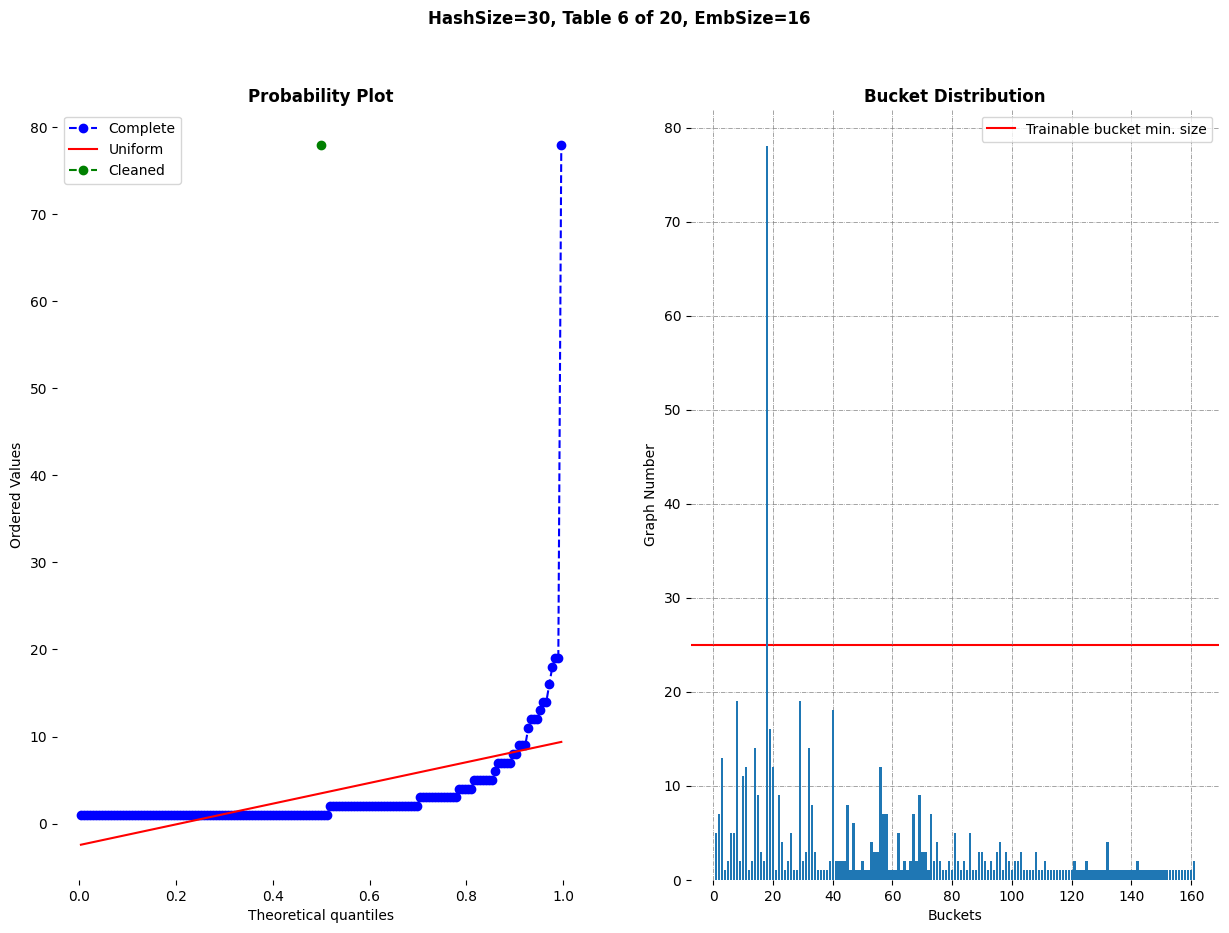 HashSize=30, Table 6 of 20, EmbSize=16
Probability Plot
Complete
Uniform
Cleaned
80
70
60
50
40
30
20
10
0
Ordered Values
0.0 0.2 0.4 0.6 0.8 1.0
Theoretical quantiles
Bucket Distribution
Trainable bucket min. size
80
70
60
50
40
30
20
10
0
Graph Number
0 20 40 60 80 100 120 140 160
Buckets